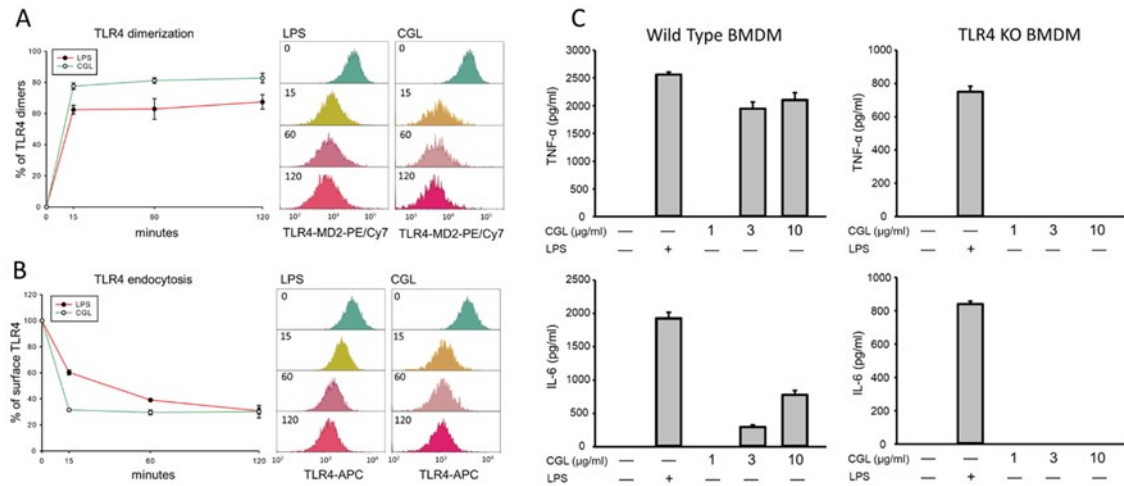 A
TLR4 dimerization
LPS
CGL
% of TLR4 dimers
100
80
60
40
20
0
0 15 60 120
minutes
LPS
0
15
60
120
10³ 10⁴ 10⁵
TLR4-MD2-PE/Cy7
CGL
0
15
60
120
10³ 10⁴ 10⁵
TLR4-MD2-PE/Cy7
B
TLR4 endocytosis
LPS
CGL
% of surface TLR4
120
100
80
60
40
20
0
0 15 60 120
minutes
LPS
0
15
60
120
10² 10³ 10⁴
TLR4-APC
CGL
0
15
60
120
10² 10³ 10⁴
TLR4-APC
C
Wild Type BMDM
TNF-α (pg/ml)
3000
2500
2000
1500
1000
500
0
CGL (μg/ml) — — 1 3 10
LPS — + — — —
TLR4 KO BMDM
TNF-α (pg/ml)
1000
800
600
400
200
0
CGL (μg/ml) — — 1 3 10
LPS — + — — —
IL-6 (pg/ml)
2500
2000
1500
1000
500
0
CGL (μg/ml) — — 1 3 10
LPS — + — — —
IL-6 (pg/ml)
1000
800
600
400
200
0
CGL (μg/ml) — — 1 3 10
LPS — + — — —